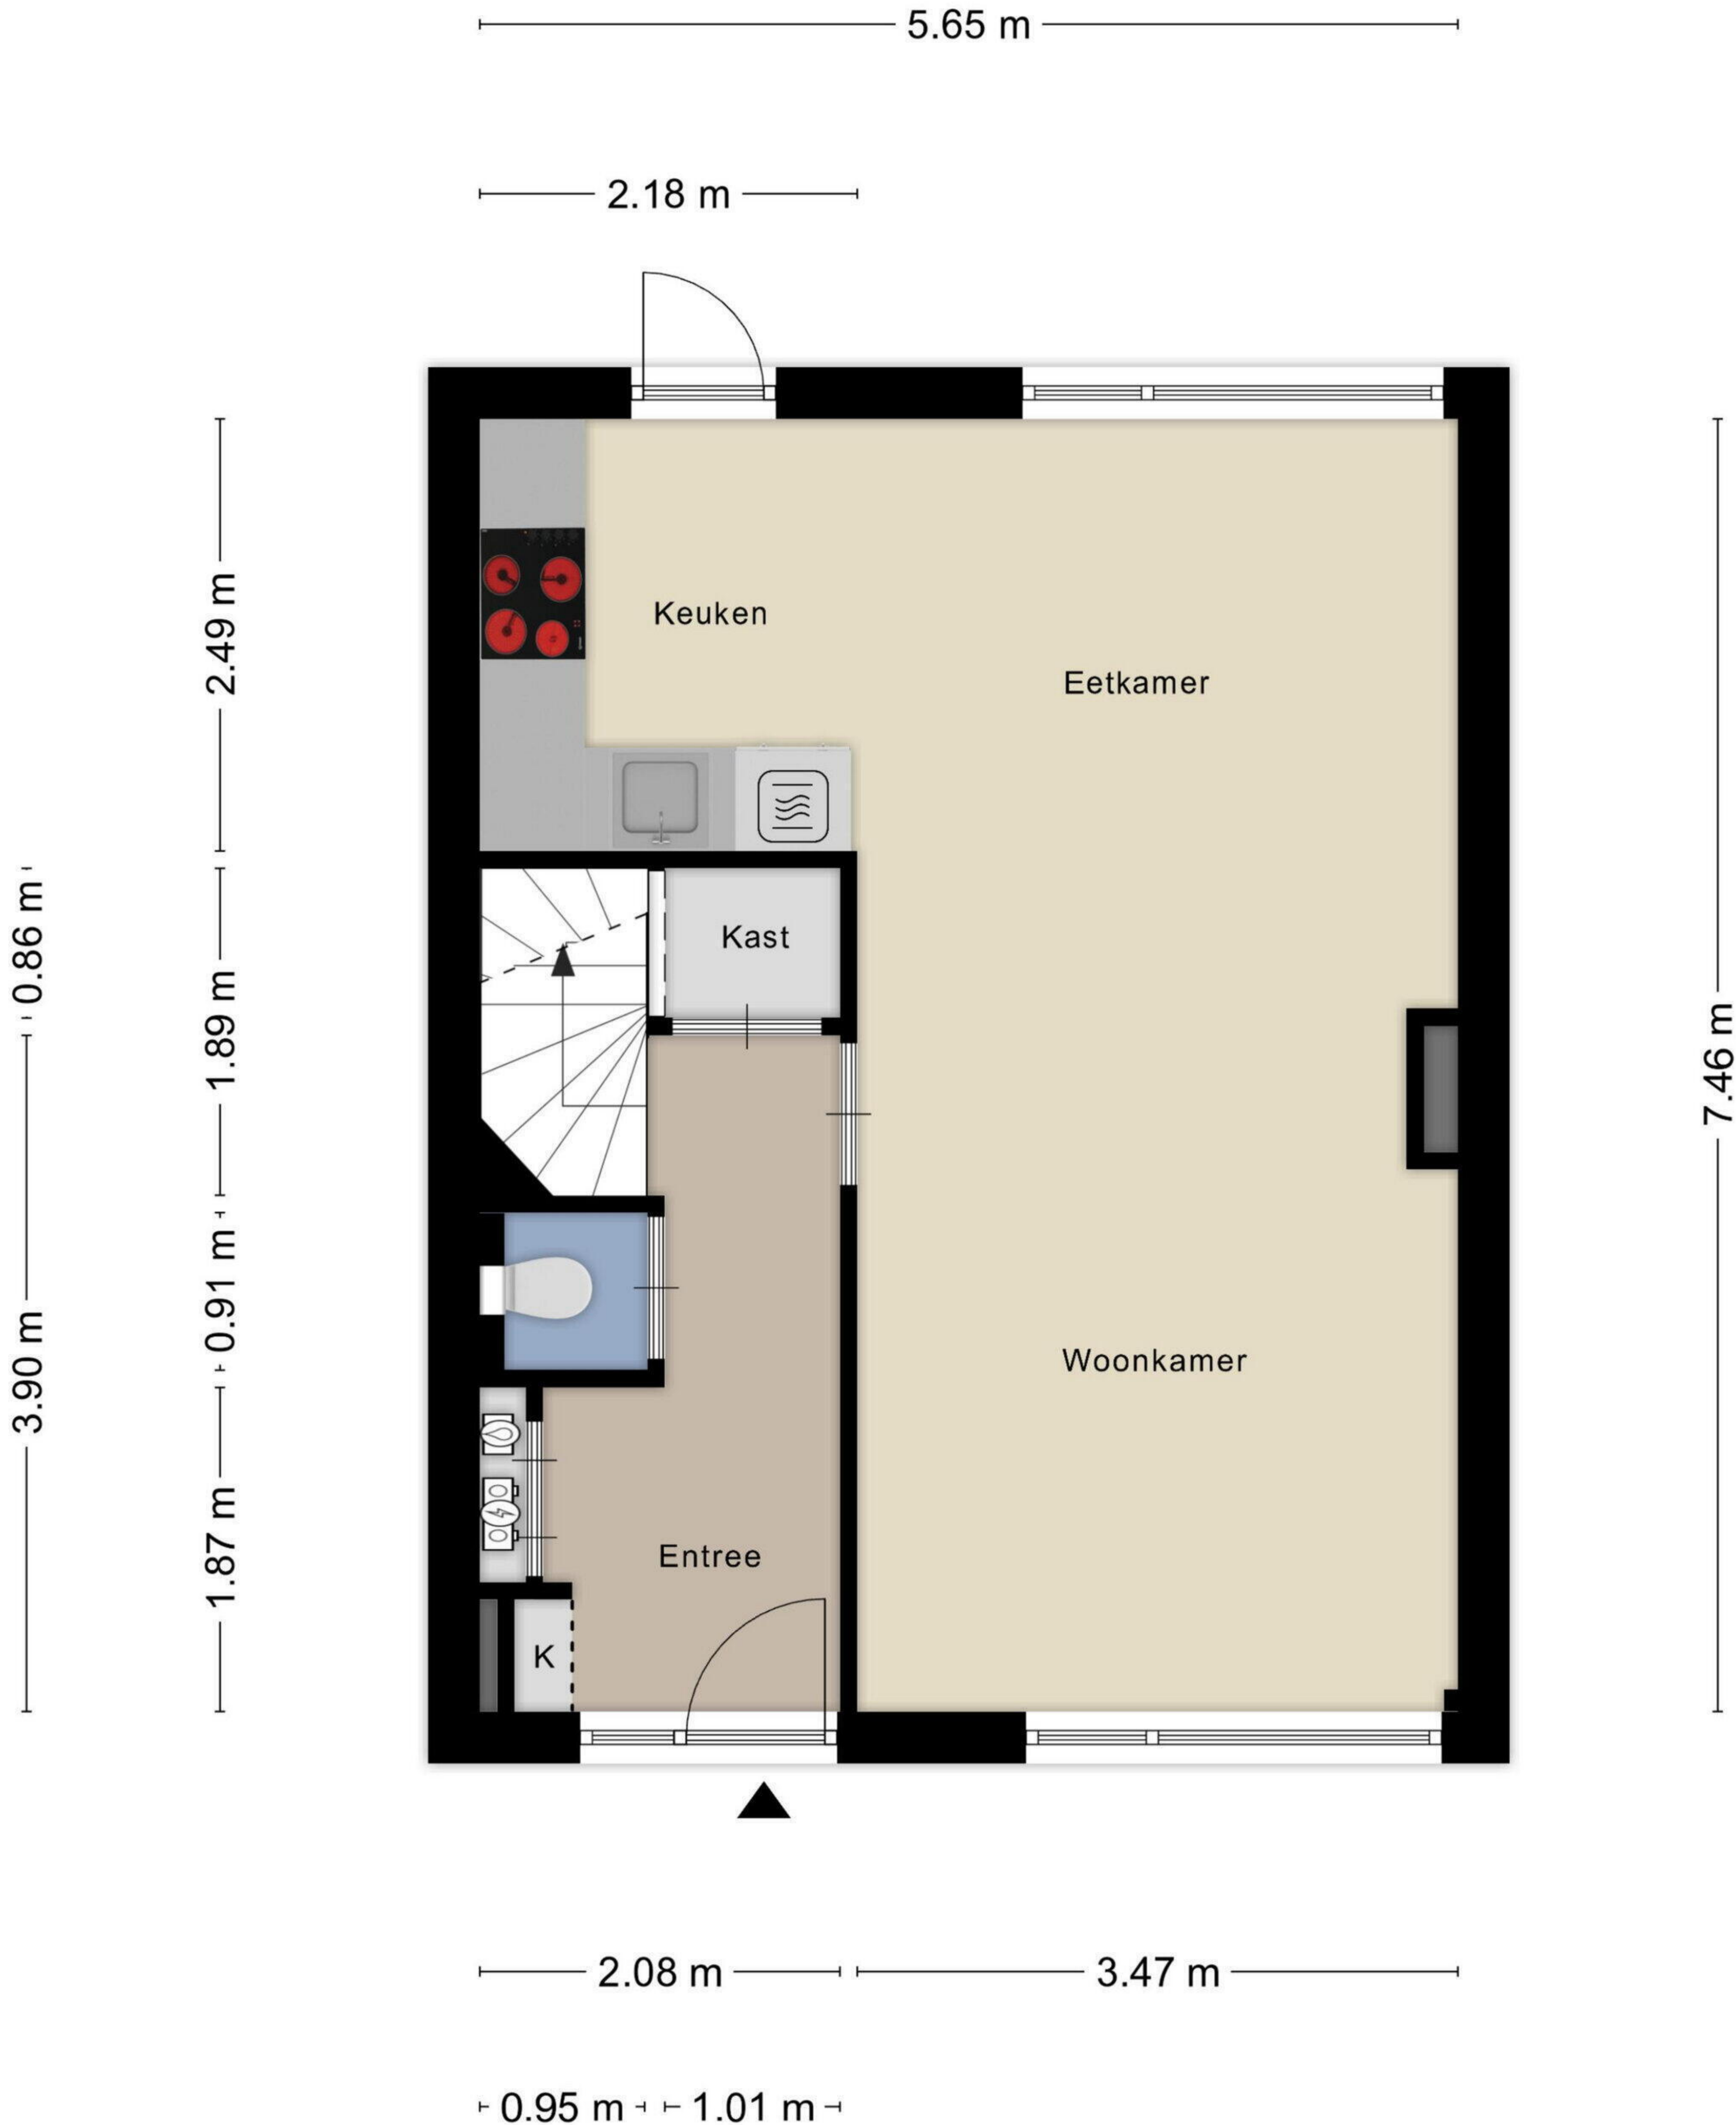 5.65 m
2.18 m
2.49 m
Keuken
Eetkamer
0.86 m
Kast
1.89 m
7.46 m
0.91 m
3.90 m
Woonkamer
1.87 m
Entree
K
2.08 m
3.47 m
0.95 m
1.01 m